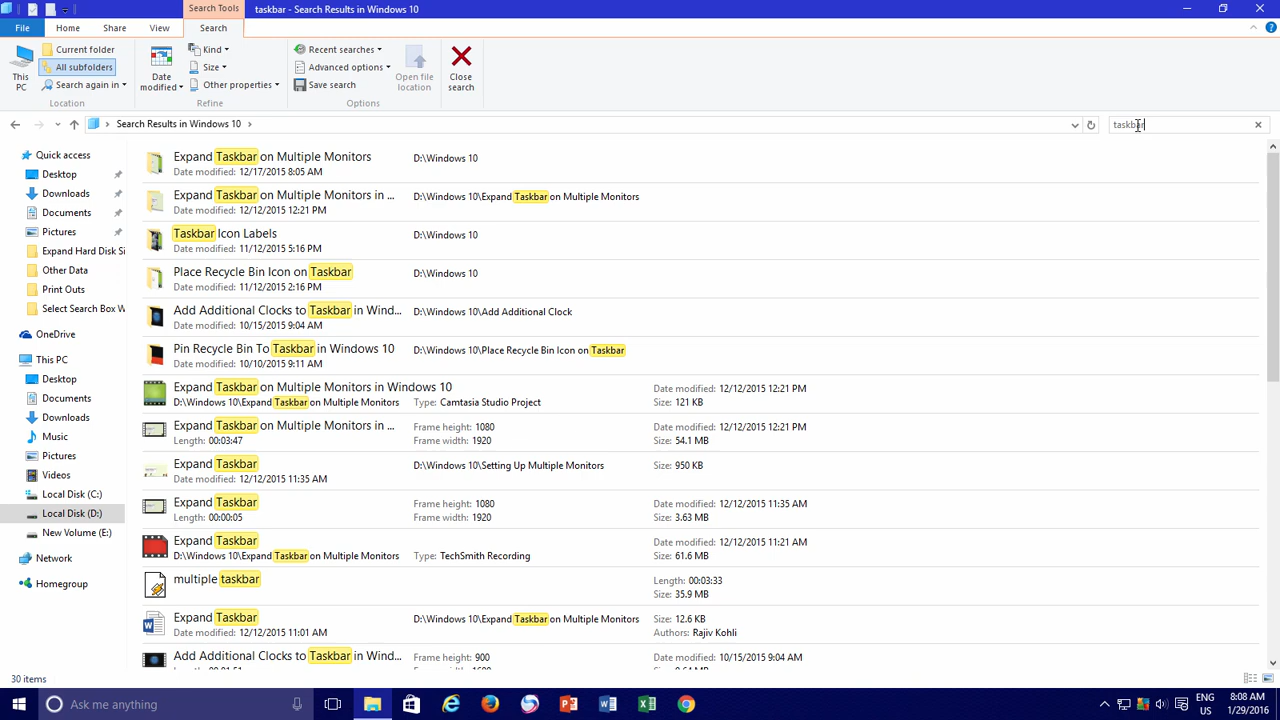 Search Tools
taskbar - Search Results in Windows 10
File Home Share View Search
This PC
Current folder
All subfolders
Search again in
Location
Date modified
Kind
Size
Other properties
Refine
Recent searches
Advanced options
Save search
Open file location
Options
Close search
Search Results in Windows 10
taskbar
Quick access
Desktop
Downloads
Documents
Pictures
Expand Hard Disk Si
Other Data
Print Outs
Select Search Box W
OneDrive
This PC
Desktop
Documents
Downloads
Music
Pictures
Videos
Local Disk (C:)
Local Disk (D:)
New Volume (E:)
Network
Homegroup
Expand Taskbar on Multiple Monitors D:\Windows 10
Date modified: 12/17/2015 8:05 AM
Expand Taskbar on Multiple Monitors in ... D:\Windows 10\Expand Taskbar on Multiple Monitors
Date modified: 12/12/2015 12:21 PM
Taskbar Icon Labels D:\Windows 10
Date modified: 11/12/2015 5:16 PM
Place Recycle Bin Icon on Taskbar D:\Windows 10
Date modified: 11/12/2015 2:16 PM
Add Additional Clocks to Taskbar in Wind... D:\Windows 10\Add Additional Clock
Date modified: 10/15/2015 9:04 AM
Pin Recycle Bin To Taskbar in Windows 10 D:\Windows 10\Place Recycle Bin Icon on Taskbar
Date modified: 10/10/2015 9:11 AM
Expand Taskbar on Multiple Monitors in Windows 10 Date modified: 12/12/2015 12:21 PM
D:\Windows 10\Expand Taskbar on Multiple Monitors Type: Camtasia Studio Project Size: 121 KB
Expand Taskbar on Multiple Monitors in ... Frame height: 1080 Date modified: 12/12/2015 12:21 PM
Length: 00:03:47 Frame width: 1920 Size: 54.1 MB
Expand Taskbar D:\Windows 10\Setting Up Multiple Monitors Size: 950 KB
Date modified: 12/12/2015 11:35 AM
Expand Taskbar Frame height: 1080 Date modified: 12/12/2015 11:35 AM
Length: 00:00:05 Frame width: 1920 Size: 3.63 MB
Expand Taskbar Date modified: 12/12/2015 11:21 AM
D:\Windows 10\Expand Taskbar on Multiple Monitors Type: TechSmith Recording Size: 61.6 MB
multiple taskbar Length: 00:03:33
Size: 35.9 MB
Expand Taskbar D:\Windows 10\Expand Taskbar on Multiple Monitors Size: 12.6 KB
Date modified: 12/12/2015 11:01 AM Authors: Rajiv Kohli
Add Additional Clocks to Taskbar in Wind... Frame height: 900 Date modified: 10/15/2015 9:04 AM
30 items
Ask me anything
ENG
US
8:08 AM
1/29/2016